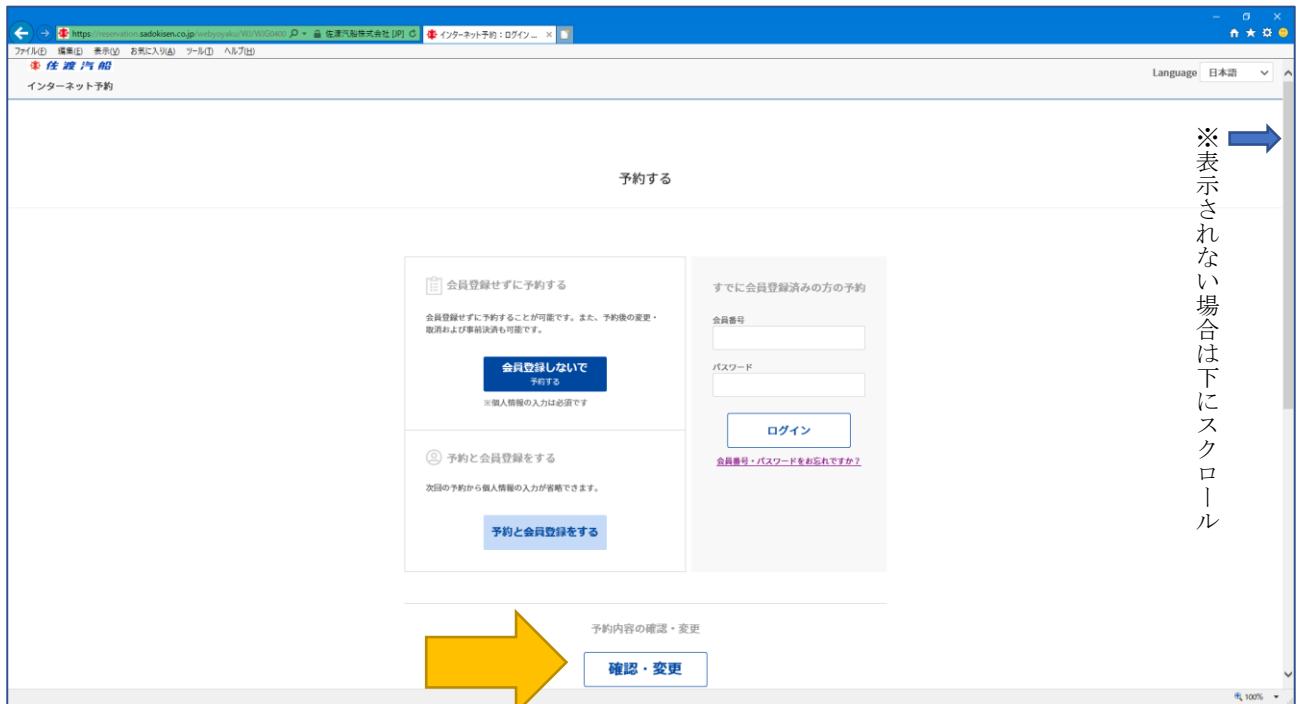 https://reservation.sadokisen.co.jp/webyoyaku/W0/WJG0400
佐渡汽船株式会社 [JP]
インターネット予約：ログイン ...
ファイル(F) 編集(E) 表示(V) お気に入り(A) ツール(T) ヘルプ(H)
佐渡汽船
インターネット予約
Language 日本語
予約する
会員登録せずに予約する
会員登録せずに予約することが可能です。また、予約後の変更・
取消および事前決済も可能です。
会員登録しないで
予約する
※個人情報の入力は必須です
予約と会員登録をする
次回の予約から個人情報の入力が省略できます。
予約と会員登録をする
すでに会員登録済みの方の予約
会員番号
パスワード
ログイン
会員番号・パスワードをお忘れですか？
予約内容の確認・変更
確認・変更
※表示されない場合は下にスクロール
100%